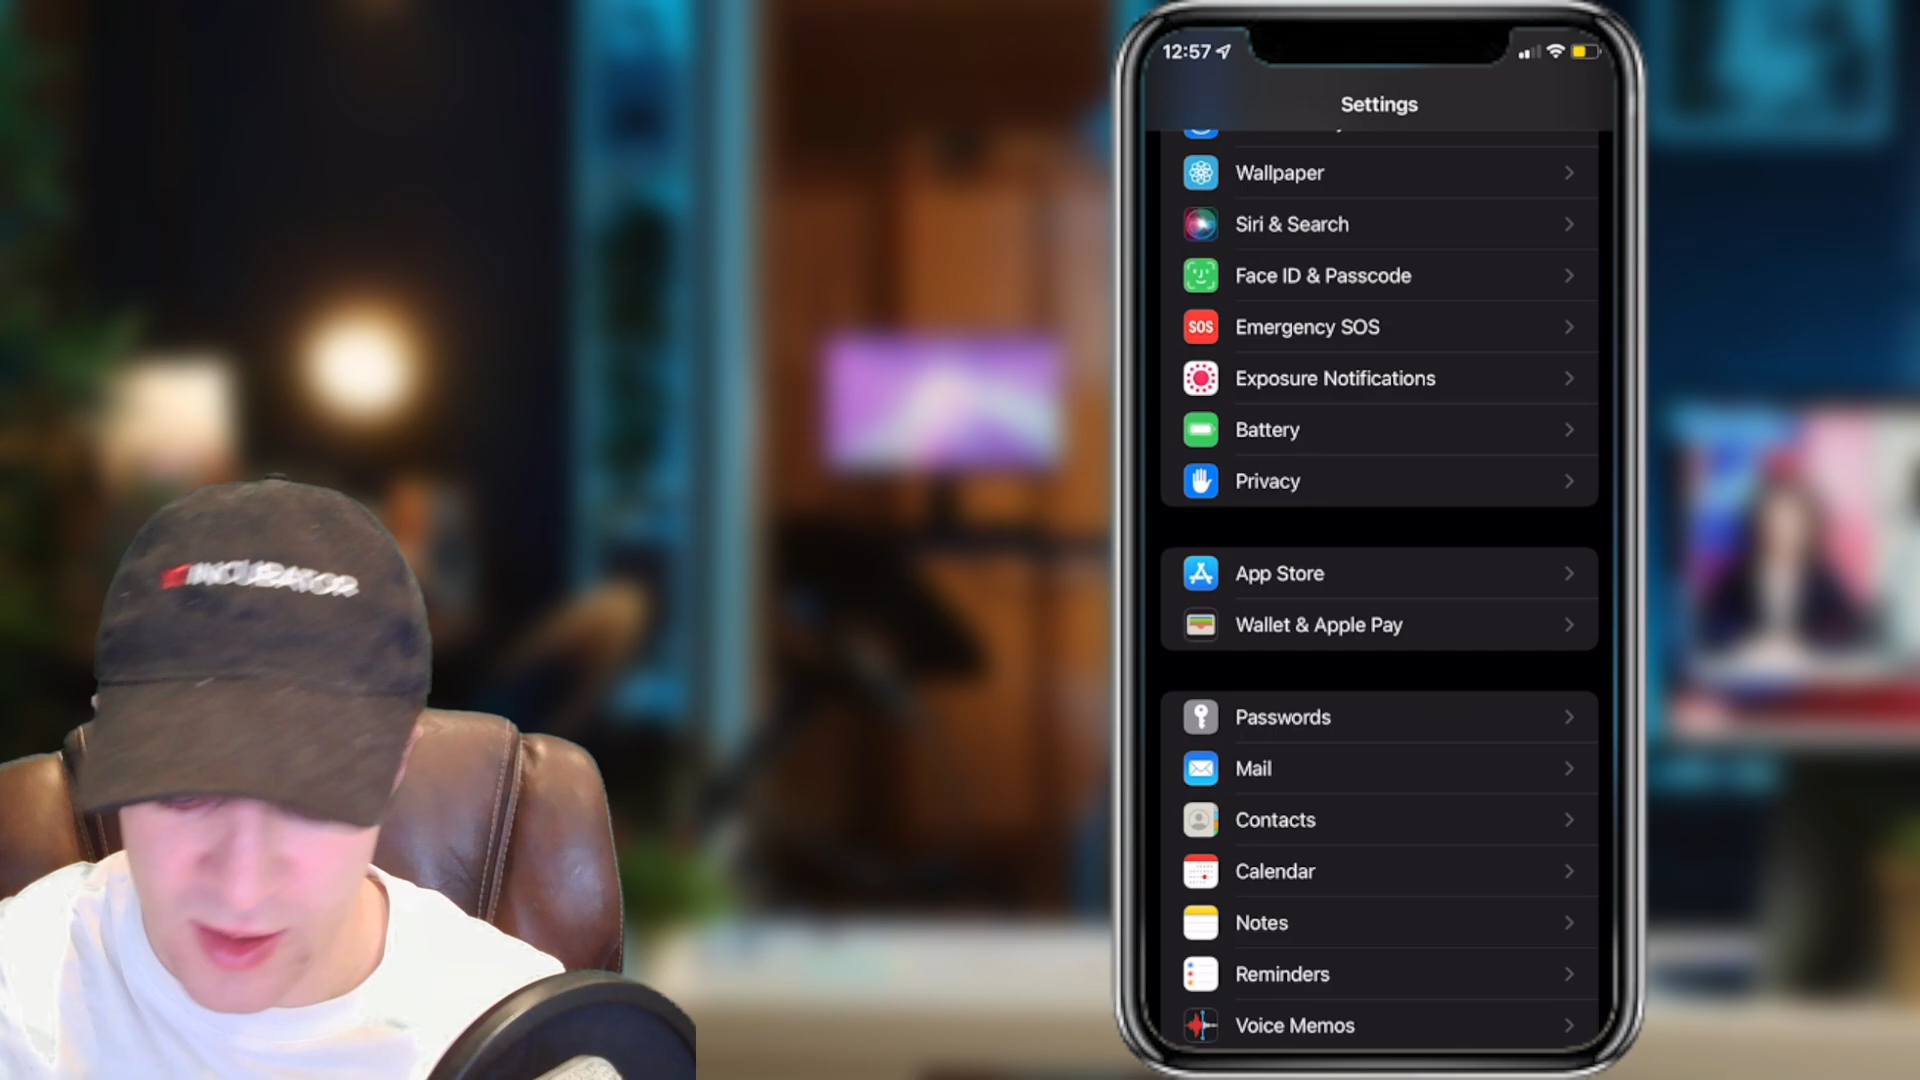 12:57
Settings
Wallpaper
Siri & Search
Face ID & Passcode
SOS
Emergency SOS
Exposure Notifications
Battery
Privacy
App Store
Wallet & Apple Pay
Passwords
Mail
Contacts
Calendar
Notes
Reminders
Voice Memos
INCUBATOR